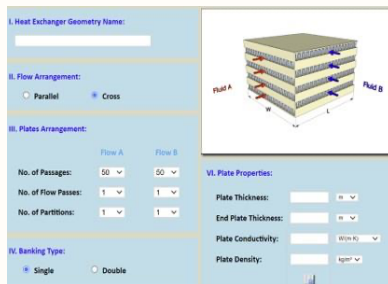 I. Heat Exchanger Geometry Name:
II. Flow Arrangement:
Parallel
Cross
III. Plates Arrangement:
Flow A
Flow B
No. of Passages:
50
50
No. of Flow Passes:
1
1
No. of Partitions:
1
1
IV. Banking Type:
Single
Double
Fluid A
Fluid B
W
L
VI. Plate Properties:
Plate Thickness:
m
End Plate Thickness:
m
Plate Conductivity:
W/(m K)
Plate Density:
kg/m³